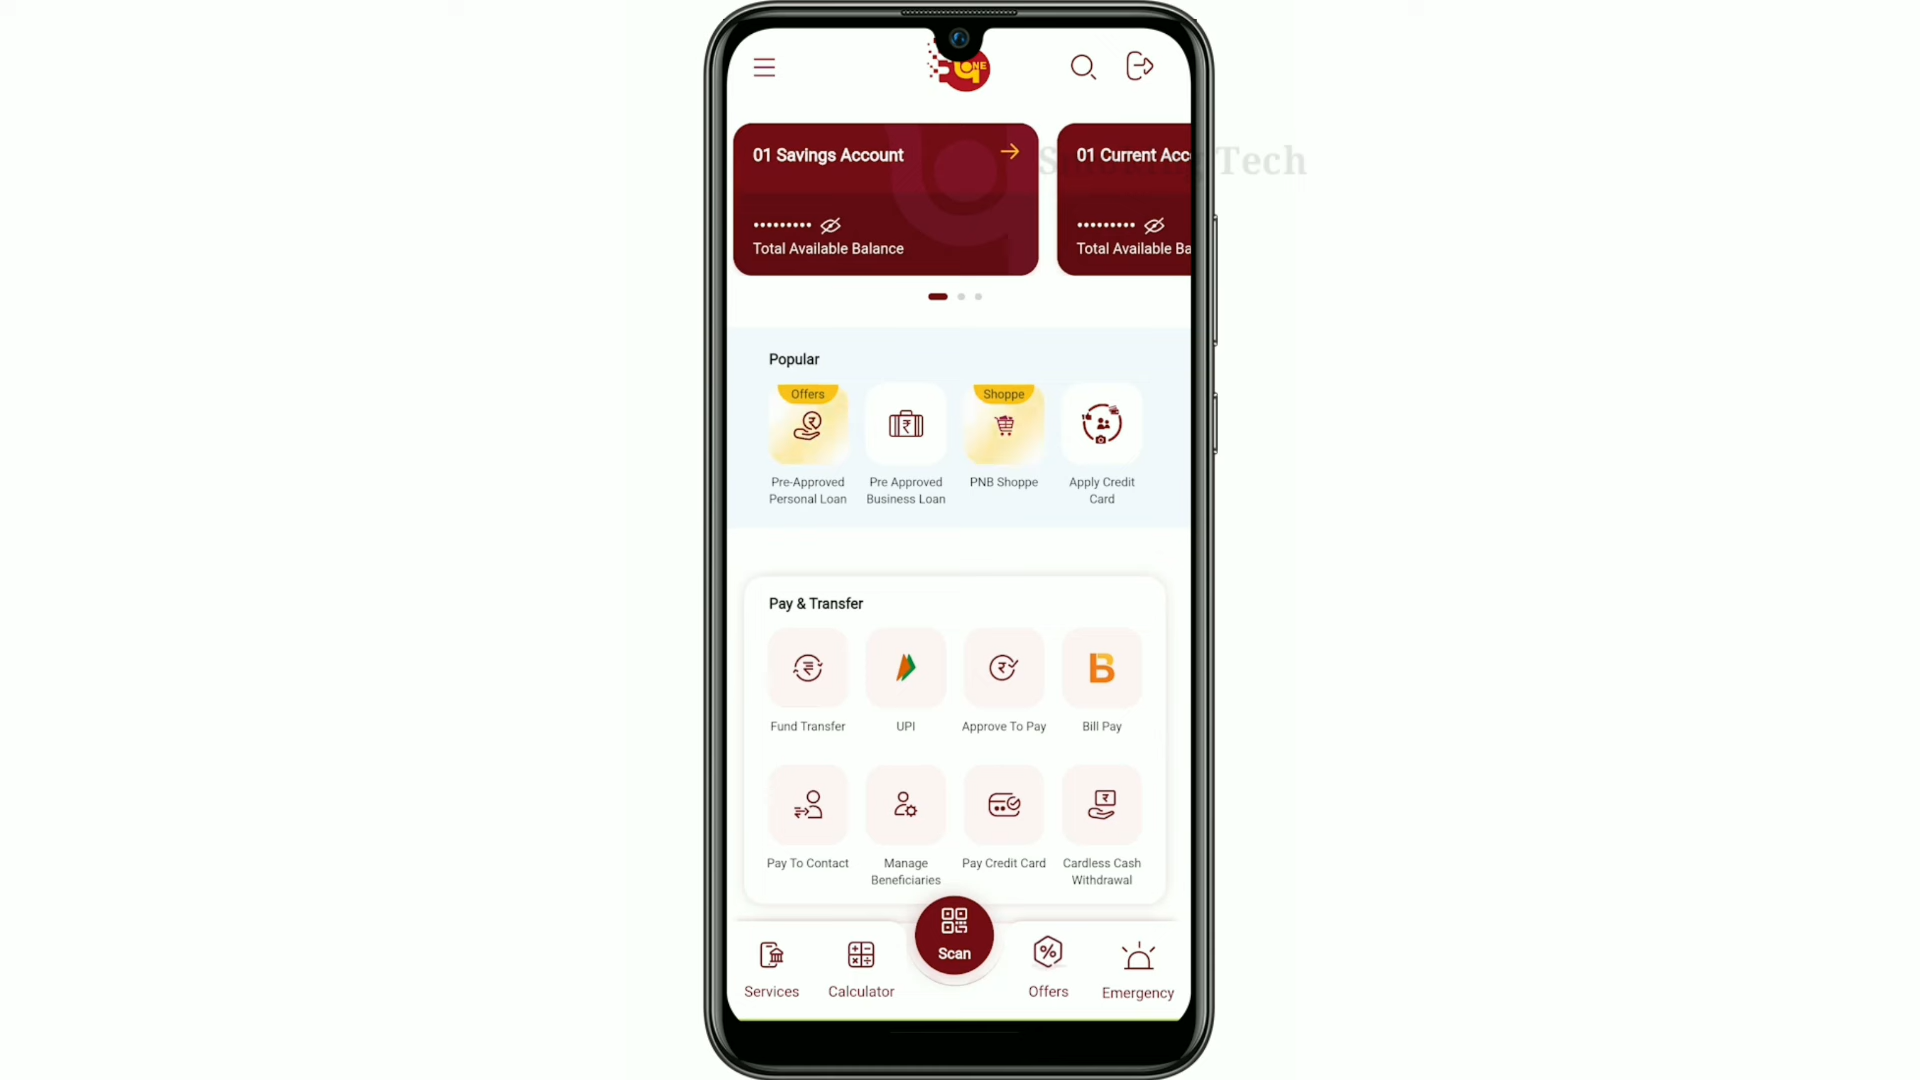 ONE
01 Savings Account
01 Current Acc
Tech
Total Available Balance
Total Available Ba
Popular
Offers
Shoppe
Pre-Approved
Personal Loan
Pre Approved
Business Loan
PNB Shoppe
Apply Credit
Card
Pay & Transfer
Fund Transfer
UPI
Approve To Pay
Bill Pay
Pay To Contact
Manage
Beneficiaries
Pay Credit Card
Cardless Cash
Withdrawal
Scan
Services
Calculator
Offers
Emergency